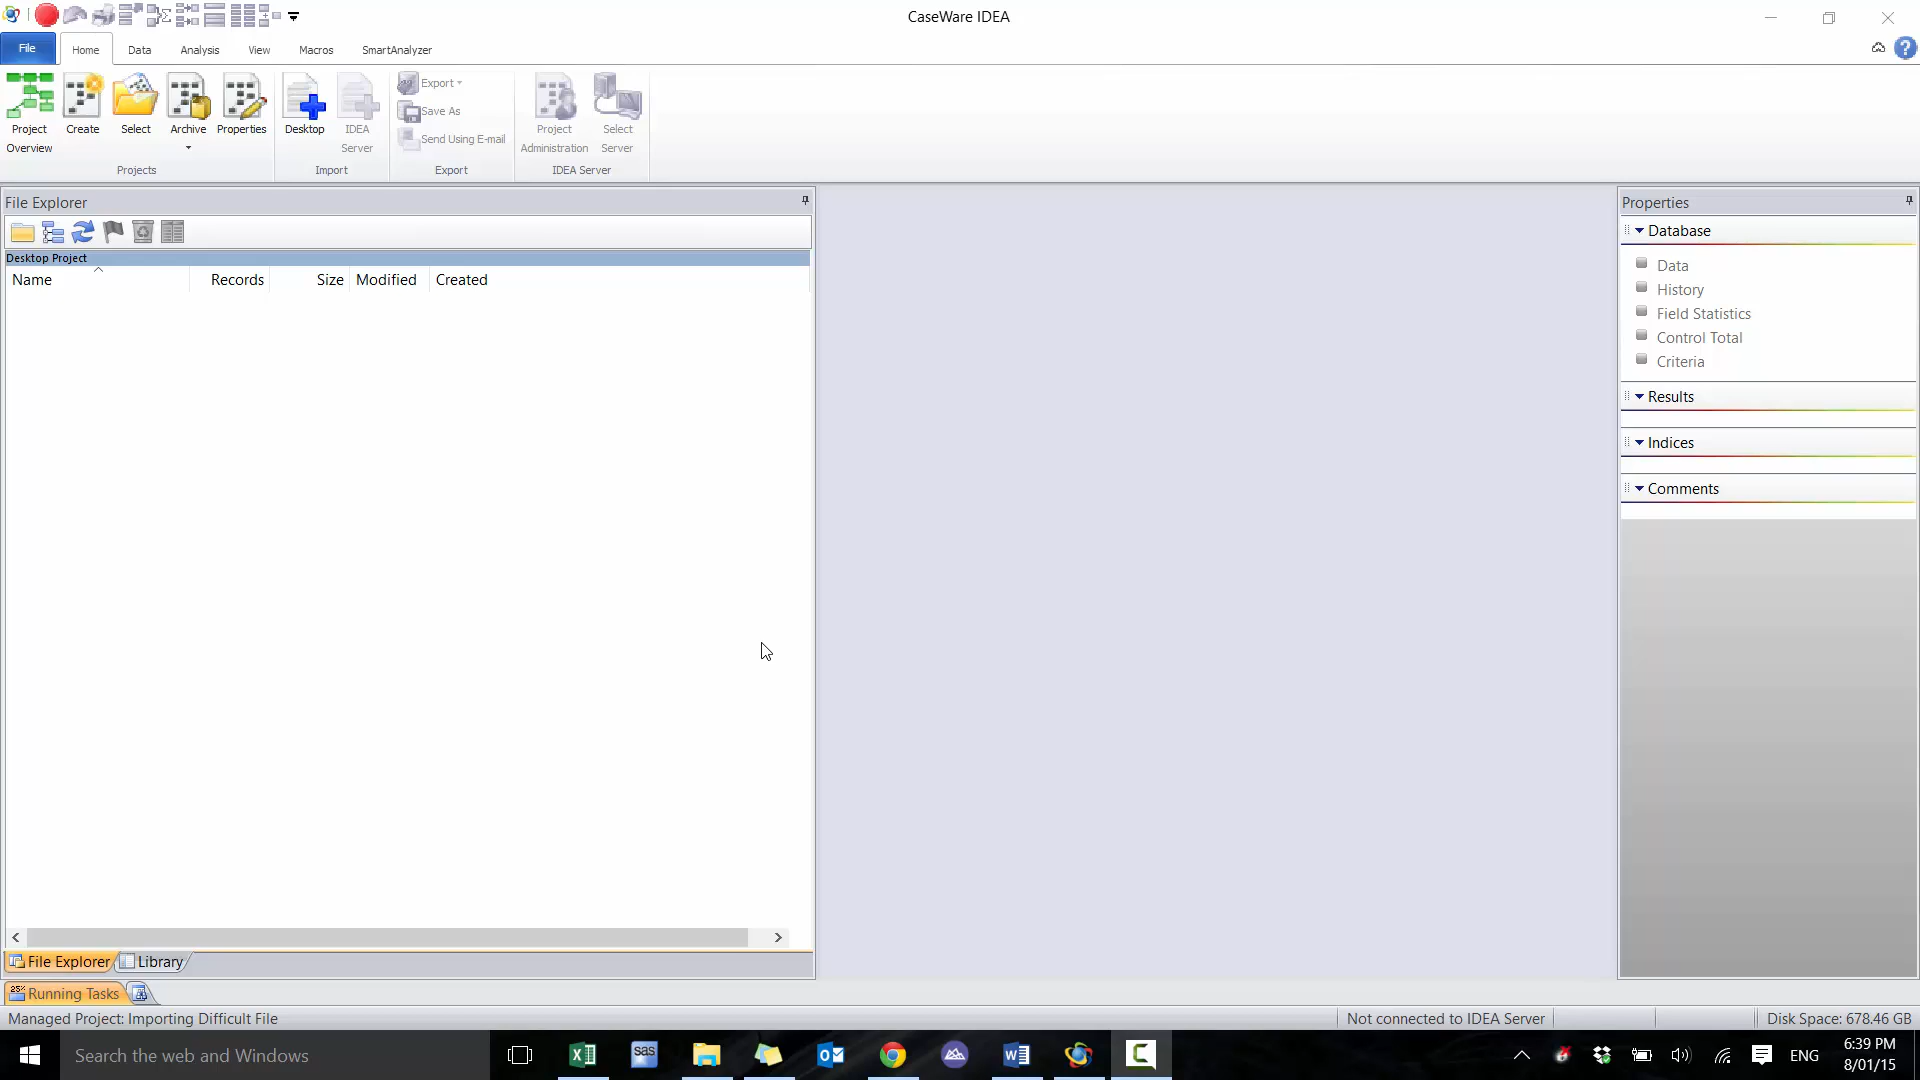 CaseWare IDEA
File Home Data Analysis View Macros SmartAnalyzer
Project Overview
Create
Select
Archive
Properties
Desktop
IDEA Server
Export
Save As
Send Using E-mail
Project Administration
Select Server
Projects Import Export IDEA Server
File Explorer
Desktop Project
Name Records Size Modified Created
Properties
Database
Data
History
Field Statistics
Control Total
Criteria
Results
Indices
Comments
File Explorer Library
25%
Running Tasks
Managed Project: Importing Difficult File
Not connected to IDEA Server
Disk Space: 678.46 GB
Search the web and Windows
sas
ENG
6:39 PM
8/01/15